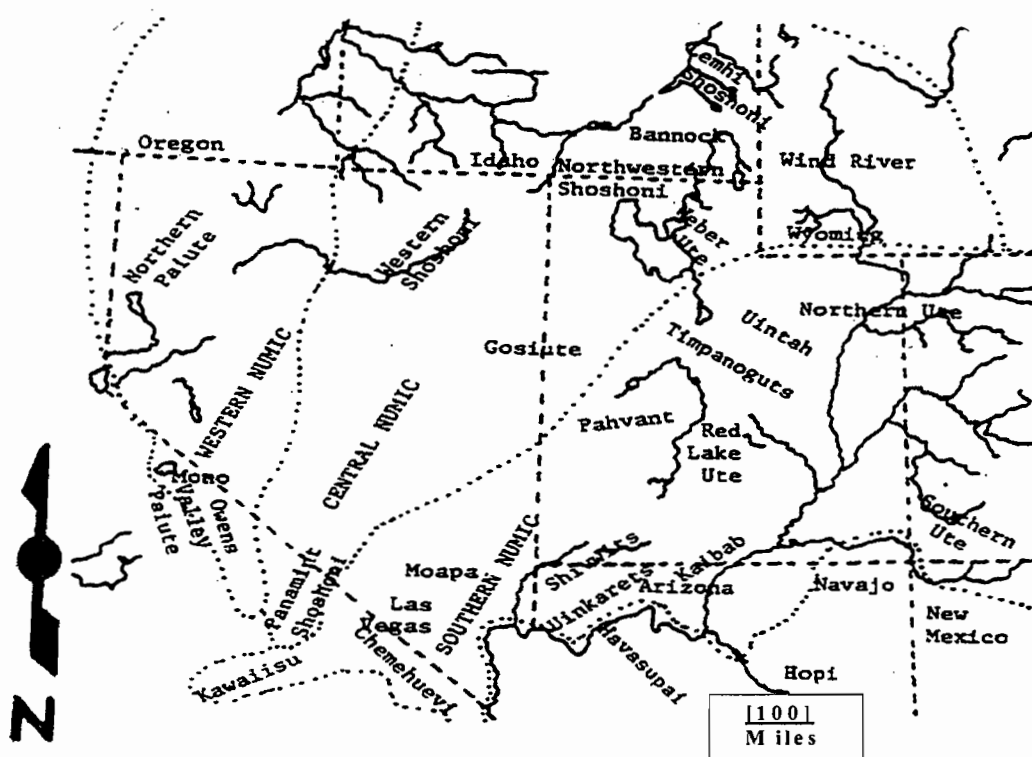 Lemhi
Shoshoni
Bannock
Oregon
Idaho
Northwestern
Shoshoni
Wind River
Wyoming
Weber
Ute
Northern
Paiute
Western
Shoshoni
Northern Ute
Uintah
Timpanoguts
Gosiute
WESTERN NUMIC
CENTRAL NUMIC
Pahvant
Red
Lake
Ute
Mono
Owens
Valley
Paiute
Southern
Ute
Panamint
Shoshoni
Moapa
Las
Vegas
SOUTHERN NUMIC
Shivwits
Uinkarets
Kaibab
Arizona
Navajo
New
Mexico
Kawaiisu
Chemehuevi
Havasupai
Hopi
N
[100]
Miles